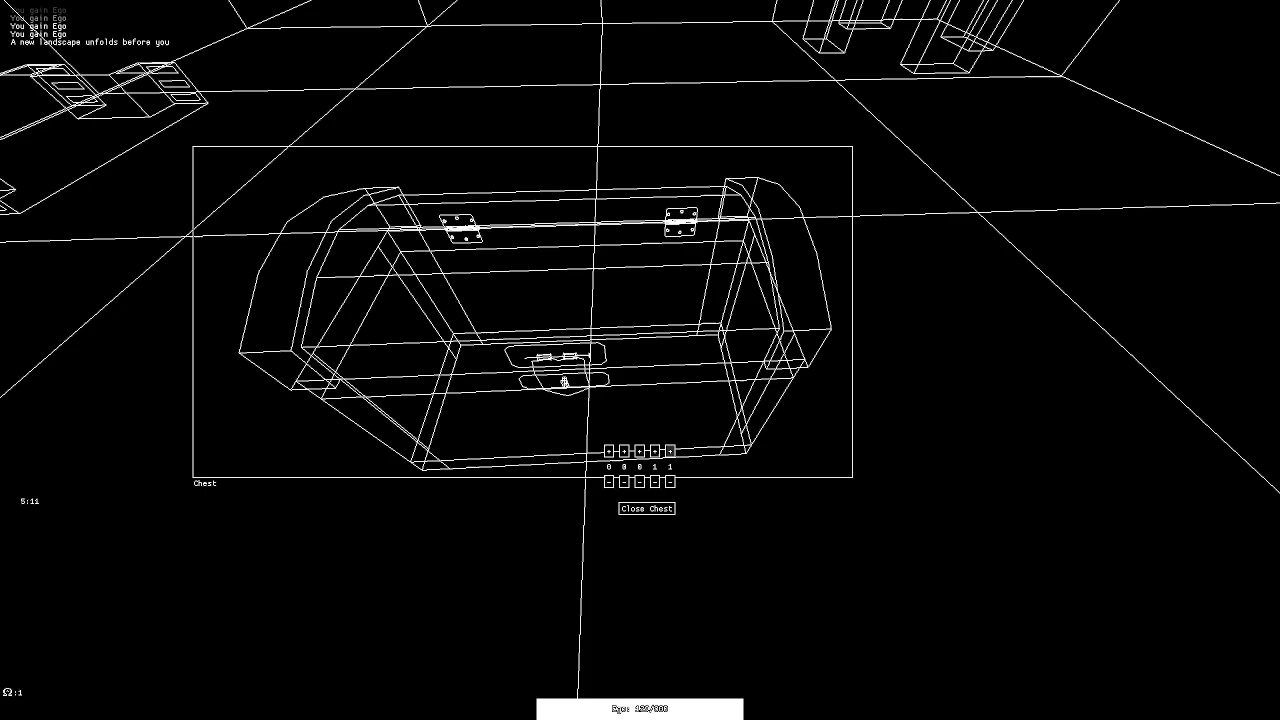 You gain Ego
You gain Ego
You gain Ego
You gain Ego
A new landscape unfolds before you
+ + + + +
0 0 0 1 1
- - - - -
Chest
5:11
Close Chest
Ω:1
Ego: